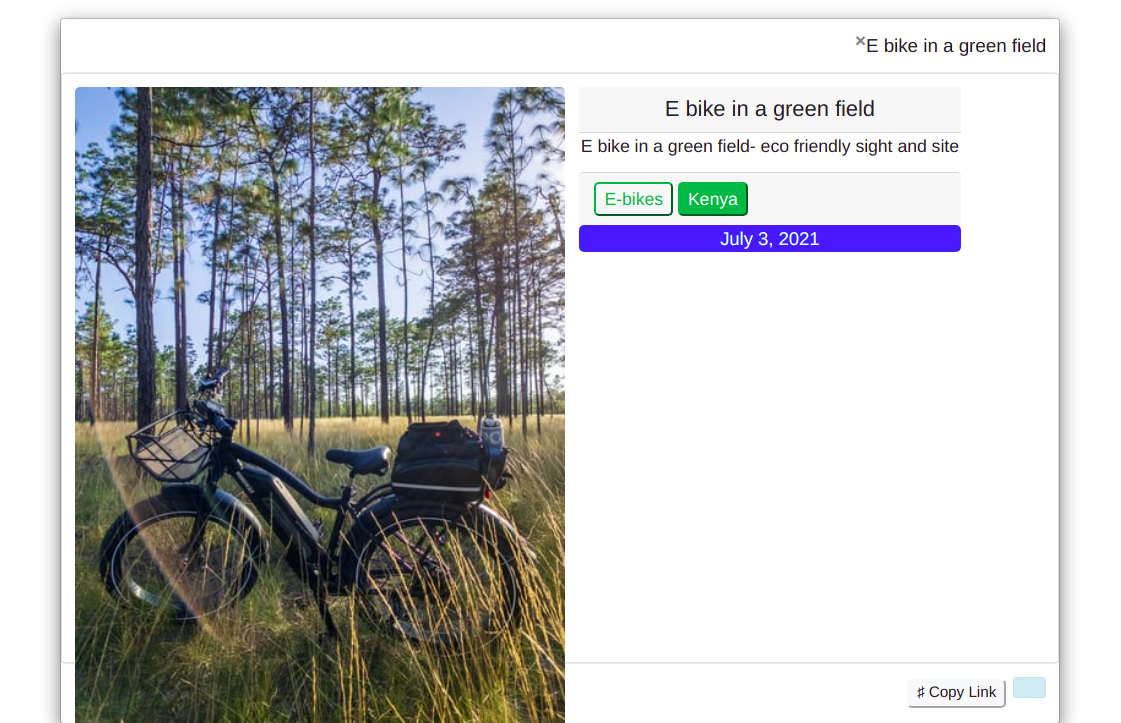 ×E bike in a green field
E bike in a green field
E bike in a green field- eco friendly sight and site
E-bikes Kenya
July 3, 2021
♯ Copy Link